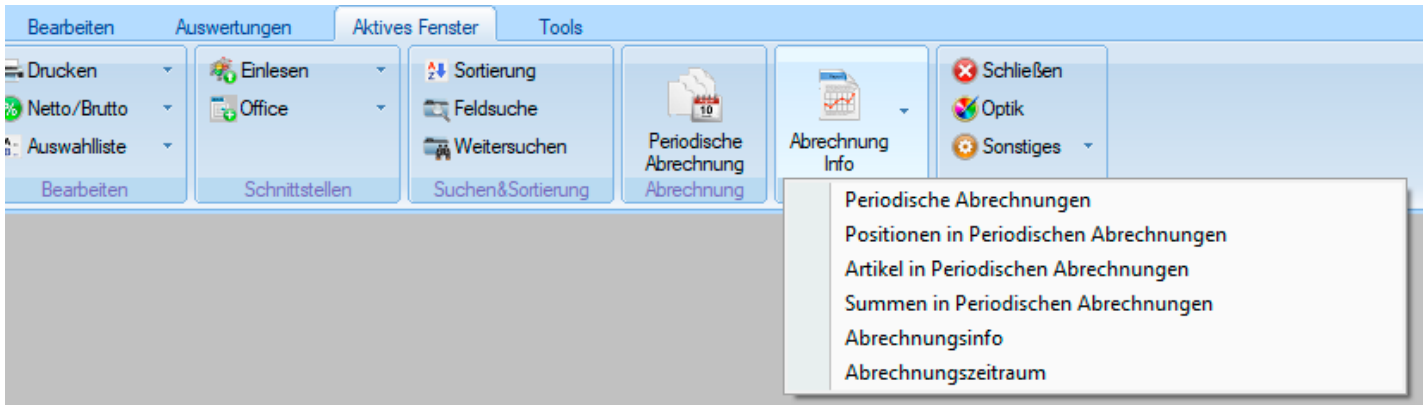 Bearbeiten Auswertungen Aktives Fenster Tools
Drucken
Netto/Brutto
Auswahlliste
Bearbeiten
Einlesen
Office
Schnittstellen
Sortierung
Feldsuche
Weitersuchen
Suchen&Sortierung
10
Periodische
Abrechnung
Abrechnung
Abrechnung
Info
Schließen
Optik
Sonstiges
Periodische Abrechnungen
Positionen in Periodischen Abrechnungen
Artikel in Periodischen Abrechnungen
Summen in Periodischen Abrechnungen
Abrechnungsinfo
Abrechnungszeitraum